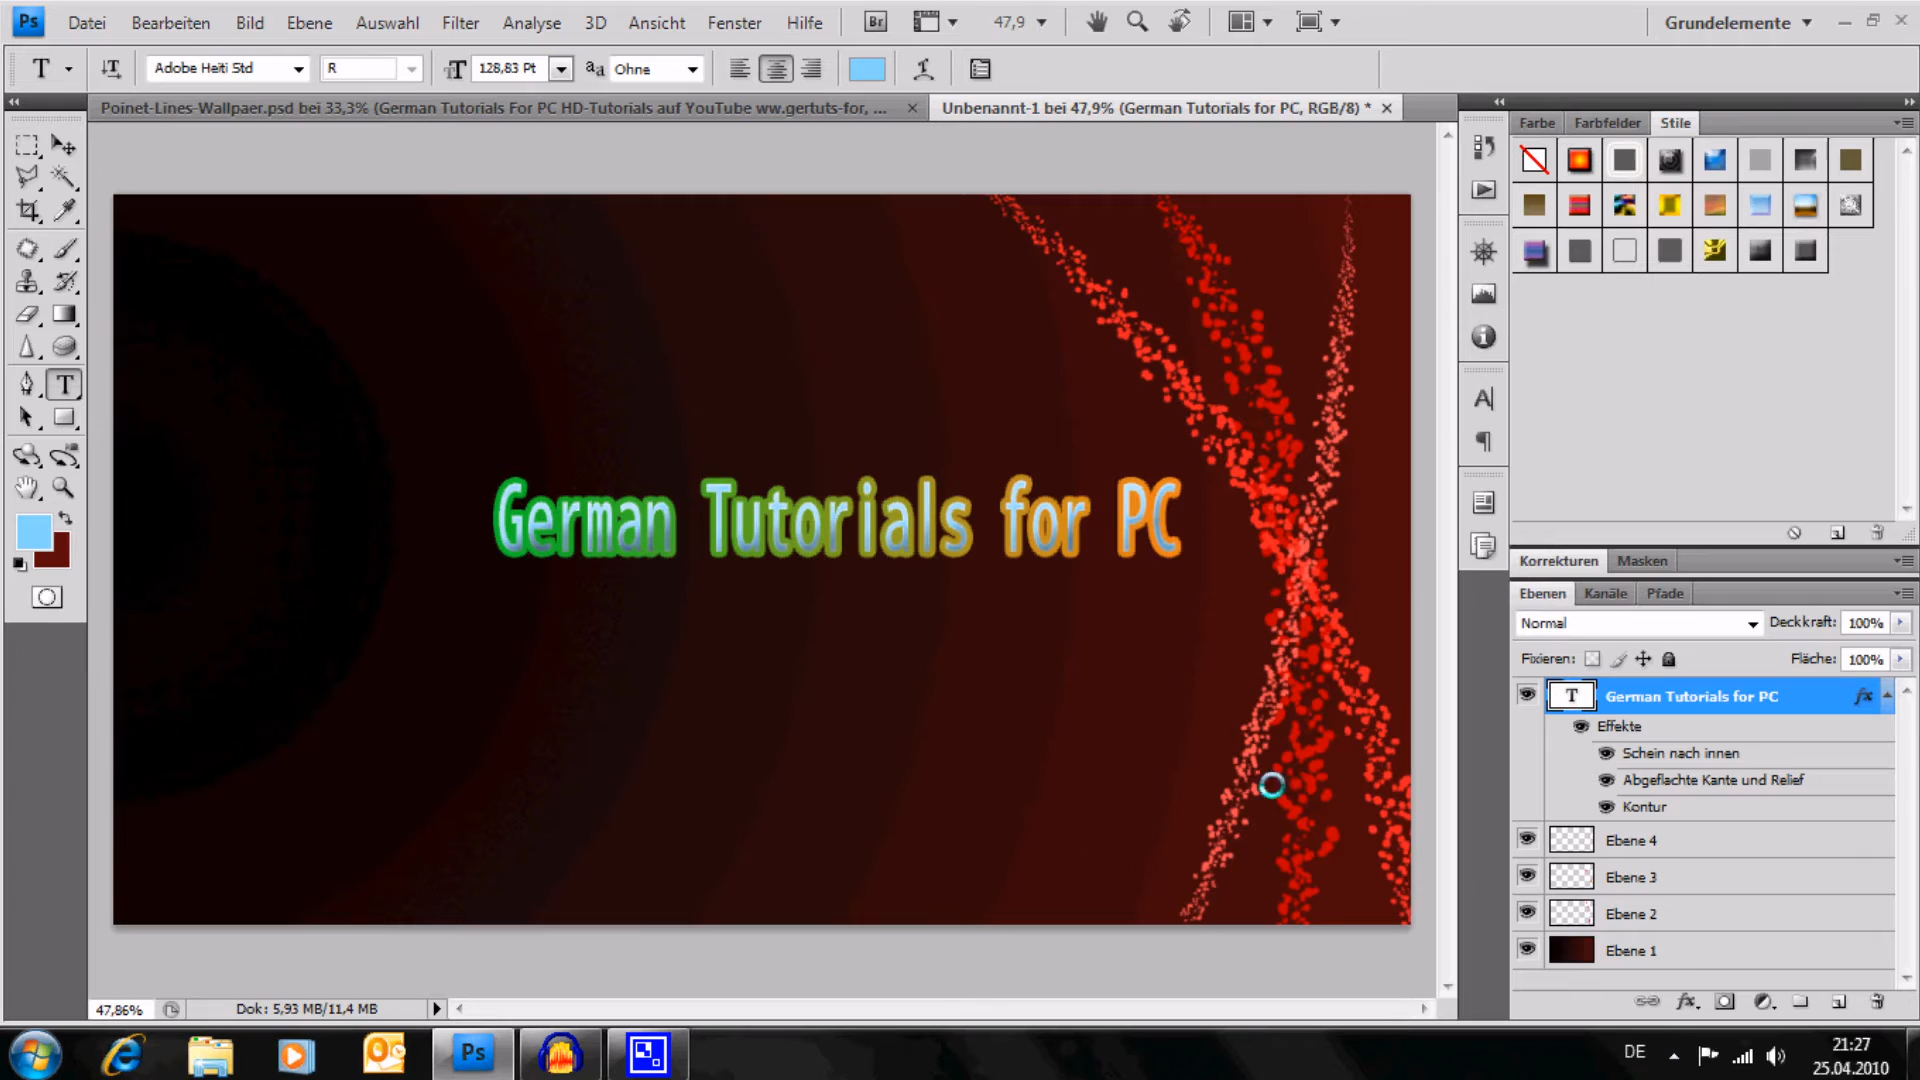 Ps Datei Bearbeiten Bild Ebene Auswahl Filter Analyse 3D Ansicht Fenster Hilfe Br 47,9 Grundelemente
T Adobe Heiti Std R 128,83 Pt aa Ohne
Poinet-Lines-Wallpaer.psd bei 33,3% (German Tutorials For PC HD-Tutorials auf YouTube ww.gertuts-for, ... Unbenannt-1 bei 47,9% (German Tutorials for PC, RGB/8) *
Farbe Farbfelder Stile
German Tutorials for PC
Korrekturen Masken
Ebenen Kanäle Pfade
Normal Deckkraft: 100%
Fixieren: Fläche: 100%
T German Tutorials for PC fx
Effekte
Schein nach innen
Abgeflachte Kante und Relief
Kontur
Ebene 4
Ebene 3
Ebene 2
Ebene 1
47,86% Dok: 5,93 MB/11,4 MB fx
Ps DE 21:27
25.04.2010